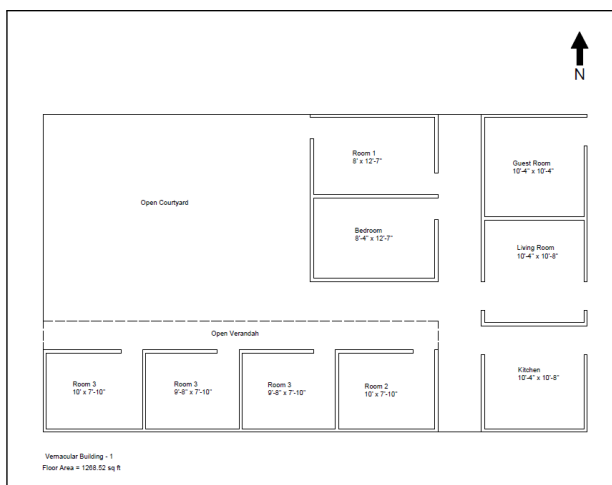 N
Room 1
8' x 12'-7"
Guest Room
10'-4" x 10'-4"
Open Courtyard
Bedroom
8'-4" x 12'-7"
Living Room
10'-4" x 10'-8"
Open Verandah
Kitchen
10'-4" x 10'-8"
Room 3
10' x 7'-10"
Room 3
9'-8" x 7'-10"
Room 3
9'-8" x 7'-10"
Room 2
10' x 7'-10"
Vernacular Building - 1
Floor Area = 1268.52 sq ft